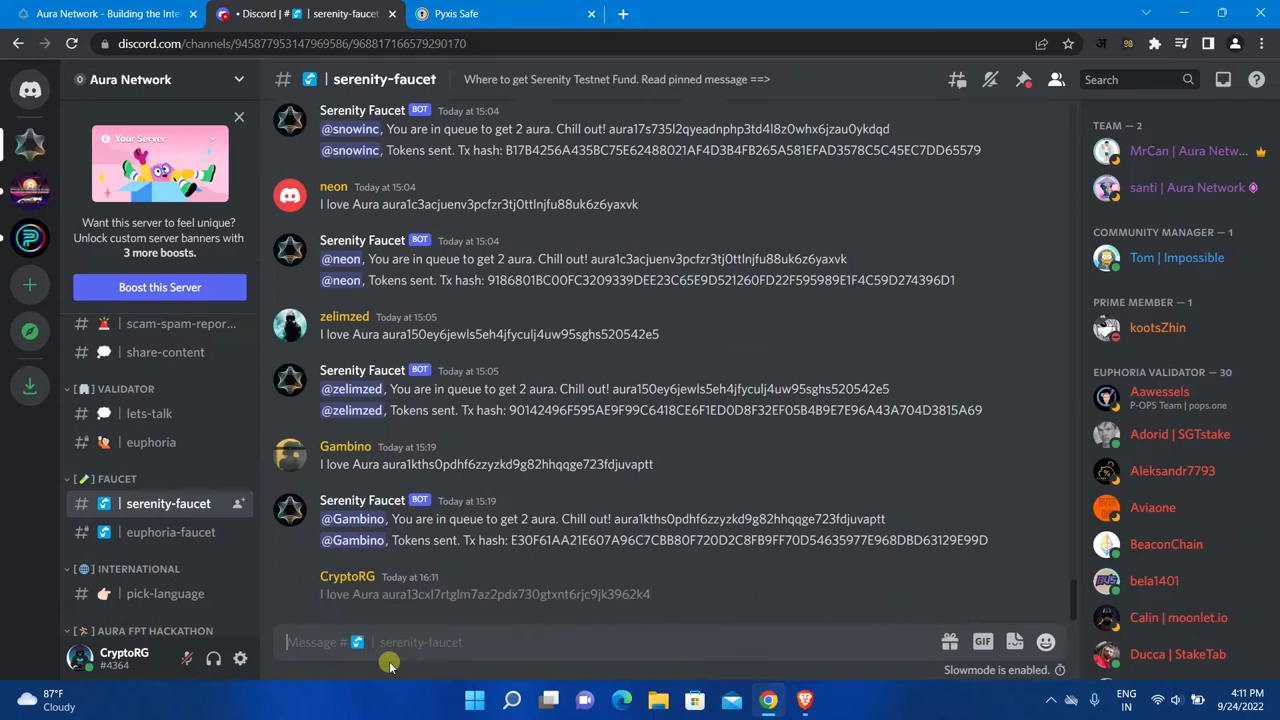 Aura Network - Building the Inter
• Discord | # | serenity-faucet
Pyxis Safe
discord.com/channels/945877953147969586/968817166579290170
Aura Network
# | serenity-faucet
Where to get Serenity Testnet Fund. Read pinned message ==>
Search
Your Server
Want this server to feel unique?
Unlock custom server banners with
3 more boosts.
Boost this Server
# | scam-spam-repor...
# | share-content
[ ] VALIDATOR
# | lets-talk
# | euphoria
[ ] FAUCET
# | serenity-faucet
# | euphoria-faucet
[ ] INTERNATIONAL
# | pick-language
[ ] AURA FPT HACKATHON
CryptoRG
#4364
Serenity Faucet BOT Today at 15:04
@snowinc, You are in queue to get 2 aura. Chill out! aura17s735l2qyeadnphp3td4l8z0whx6jzau0ykdqd
@snowinc, Tokens sent. Tx hash: B17B4256A435BC75E62488021AF4D3B4FB265A581EFAD3578C5C45EC7DD65579
neon Today at 15:04
I love Aura aura1c3acjuenv3pcfzr3tj0ttlnjfu88uk6z6yaxvk
Serenity Faucet BOT Today at 15:04
@neon, You are in queue to get 2 aura. Chill out! aura1c3acjuenv3pcfzr3tj0ttlnjfu88uk6z6yaxvk
@neon, Tokens sent. Tx hash: 9186801BC00FC3209339DEE23C65E9D521260FD22F595989E1F4C59D274396D1
zelimzed Today at 15:05
I love Aura aura150ey6jewls5eh4jfyculj4uw95sghs520542e5
Serenity Faucet BOT Today at 15:05
@zelimzed, You are in queue to get 2 aura. Chill out! aura150ey6jewls5eh4jfyculj4uw95sghs520542e5
@zelimzed, Tokens sent. Tx hash: 90142496F595AE9F99C6418CE6F1ED0D8F32EF05B4B9E7E96A43A704D3815A69
Gambino Today at 15:19
I love Aura aura1kths0pdhf6zzyzkd9g82hhqqge723fdjuvaptt
Serenity Faucet BOT Today at 15:19
@Gambino, You are in queue to get 2 aura. Chill out! aura1kths0pdhf6zzyzkd9g82hhqqge723fdjuvaptt
@Gambino, Tokens sent. Tx hash: E30F61AA21E607A96C7CBB80F720D2C8FB9FF70D54635977E968DBD63129E99D
CryptoRG Today at 16:11
I love Aura aura13cxl7rtglm7az2pdx730gtxnt6rjc9jk3962k4
Message # | serenity-faucet
GIF
Slowmode is enabled.
TEAM — 2
MrCan | Aura Netw...
santi | Aura Network
COMMUNITY MANAGER — 1
Tom | Impossible
PRIME MEMBER — 1
kootsZhin
EUPHORIA VALIDATOR — 30
Aawessels
P-OPS Team | pops.one
Adorid | SGTstake
Aleksandr7793
Aviaone
BeaconChain
bela1401
Calin | moonlet.io
Ducca | StakeTab
87°F
Cloudy
ENG
IN
4:11 PM
9/24/2022